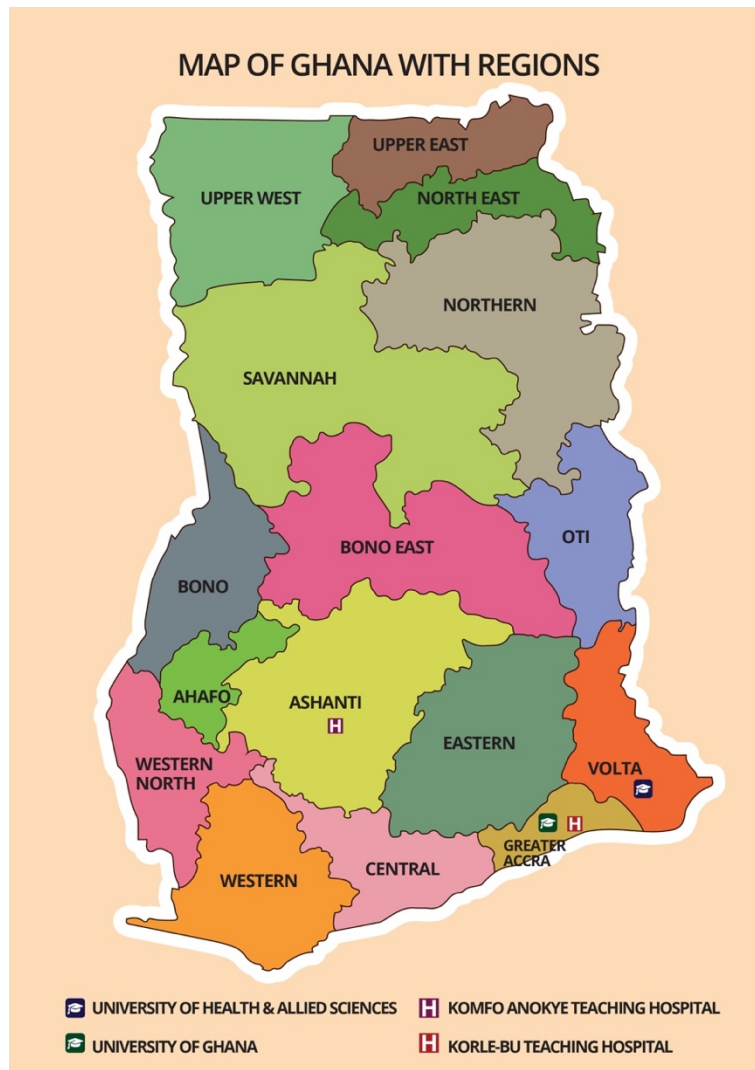 MAP OF GHANA WITH REGIONS
UPPER EAST
UPPER WEST
NORTH EAST
NORTHERN
SAVANNAH
OTI
BONO EAST
BONO
AHAFO
ASHANTI
H
EASTERN
WESTERN
NORTH
VOLTA
H
GREATER
ACCRA
CENTRAL
WESTERN
UNIVERSITY OF HEALTH & ALLIED SCIENCES
H KOMFO ANOKYE TEACHING HOSPITAL
UNIVERSITY OF GHANA
H KORLE-BU TEACHING HOSPITAL